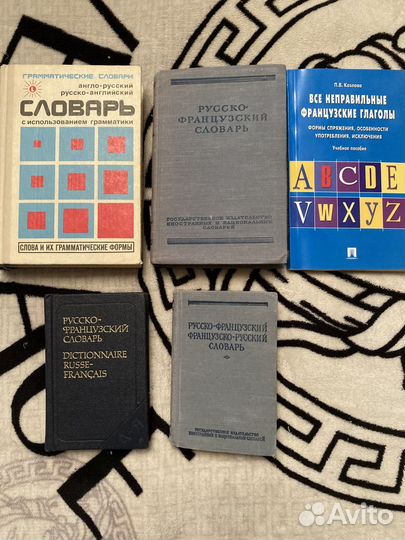 ГРАММАТИЧЕСКИЕ СЛОВАРИ
англо-русский
русско-английский
СЛОВАРЬ
с использованием грамматики
СЛОВА И ИХ ГРАММАТИЧЕСКИЕ ФОРМЫ
РУССКО-
ФРАНЦУЗСКИЙ
СЛОВАРЬ
ГОСУДАРСТВЕННОЕ ИЗДАТЕЛЬСТВО
ИНОСТРАННЫХ И НАЦИОНАЛЬНЫХ
СЛОВАРЕЙ
П.В. Козлова
ВСЕ НЕПРАВИЛЬНЫЕ
ФРАНЦУЗСКИЕ ГЛАГОЛЫ
ФОРМЫ СПРЯЖЕНИЯ, ОСОБЕННОСТИ
УПОТРЕБЛЕНИЯ, ИСКЛЮЧЕНИЯ
Учебное пособие
ABCDE
VWXYZ
РУССКО-
ФРАНЦУЗСКИЙ
СЛОВАРЬ
DICTIONNAIRE
RUSSE-
FRANÇAIS
РУССКО-ФРАНЦУЗСКИЙ
ФРАНЦУЗСКО-РУССКИЙ
СЛОВАРЬ
ГОСУДАРСТВЕННОЕ ИЗДАТЕЛЬСТВО
ИНОСТРАННЫХ И НАЦИОНАЛЬНЫХ СЛОВАРЕЙ
Avito